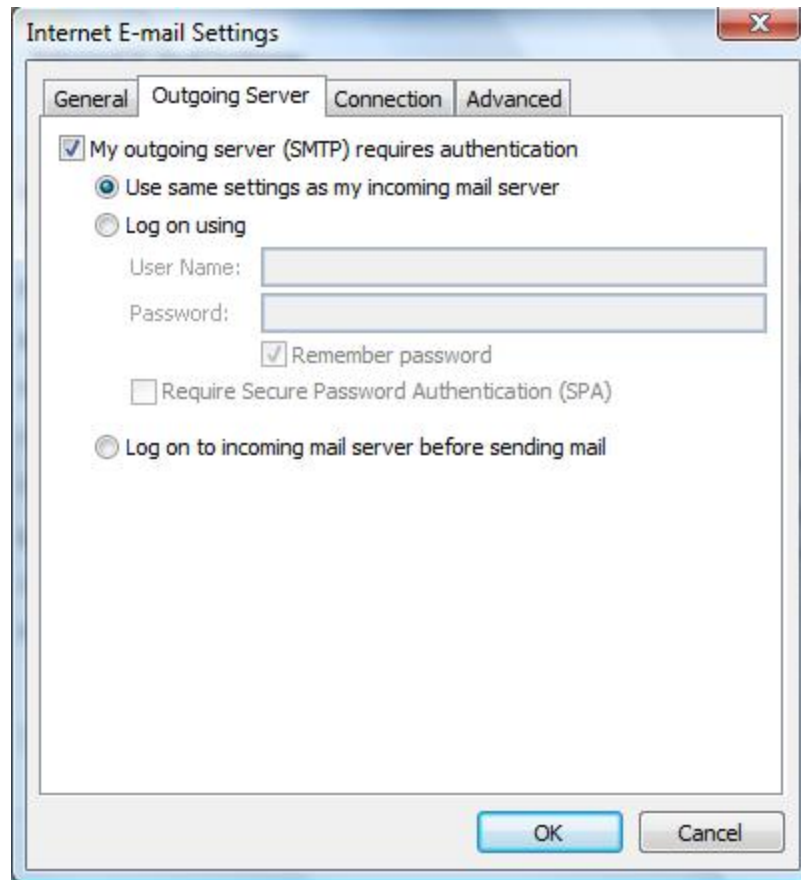 Internet E-mail Settings
General Outgoing Server Connection Advanced
My outgoing server (SMTP) requires authentication
Use same settings as my incoming mail server
Log on using
User Name:
Password:
Remember password
Require Secure Password Authentication (SPA)
Log on to incoming mail server before sending mail
OK Cancel